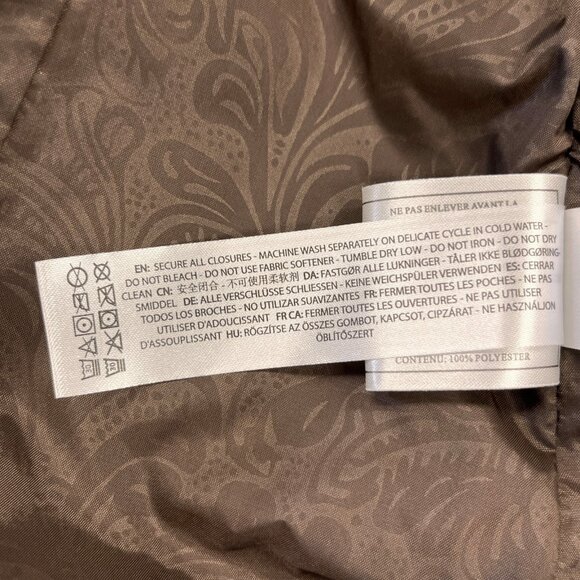 NE PAS ENLEVER AVANT LA
EN: SECURE ALL CLOSURES - MACHINE WASH SEPARATELY ON DELICATE CYCLE IN COLD WATER -
DO NOT BLEACH - DO NOT USE FABRIC SOFTENER - TUMBLE DRY LOW - DO NOT IRON - DO NOT DRY
CLEAN CN: 安全闭合 - 不可使用柔软剂 DA: FASTGØR ALLE LUKNINGER - TÅLER IKKE BLØDGØRING-
SMIDDEL DE: ALLE VERSCHLÜSSE SCHLIESSEN - KEINE WEICHSPÜLER VERWENDEN ES: CERRAR
TODOS LOS BROCHES - NO UTILIZAR SUAVIZANTES FR: FERMER TOUTES LES POCHES - NE PAS
UTILISER D'ADOUCISSANT FR CA: FERMER TOUTES LES OUVERTURES - NE PAS UTILISER
D'ASSOUPLISSANT HU: RÖGZÍTSE AZ ÖSSZES GOMBOT, KAPCSOT, CIPZÁRAT - NE HASZNÁLJON
ÖBLÍTŐSZERT
CONTENU: 100% POLYESTER